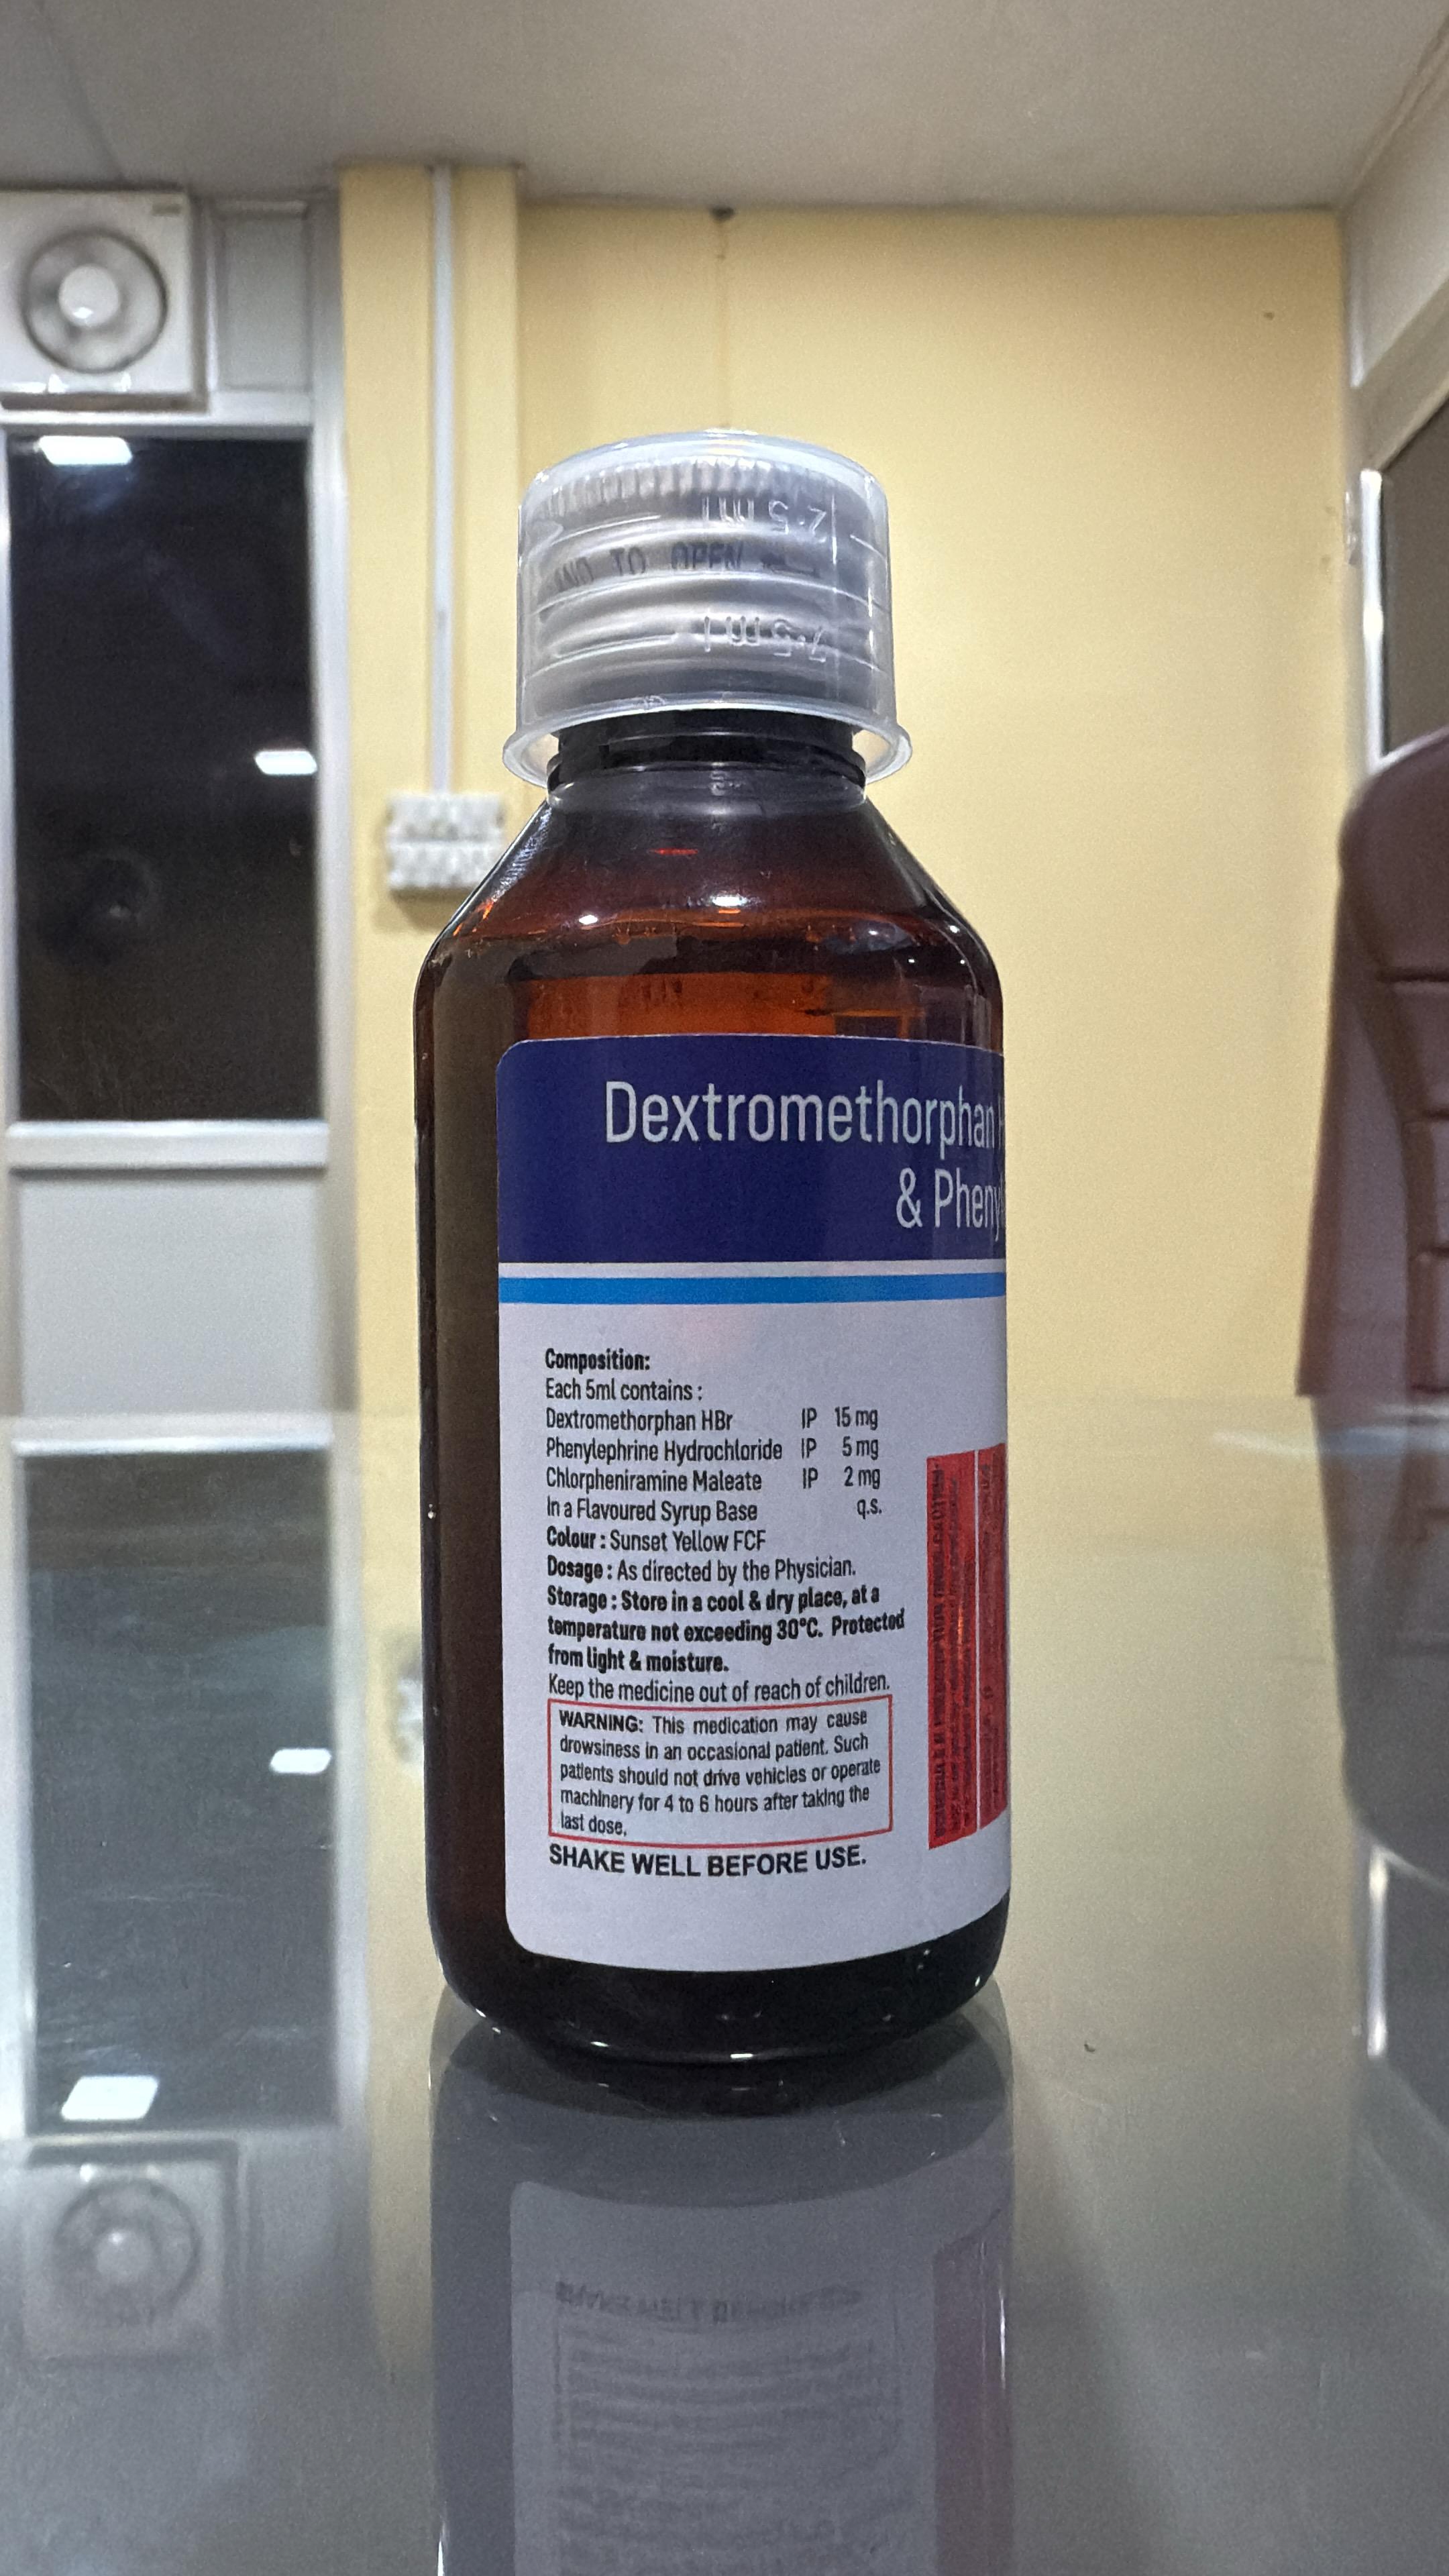 2.5 ml
TO OPEN
7.5 ml
Dextromethorphan
& Pheny
Composition:
Each 5ml contains :
Dextromethorphan HBr IP 15 mg
Phenylephrine Hydrochloride IP 5 mg
Chlorpheniramine Maleate IP 2 mg
In a Flavoured Syrup Base q.s.
Colour : Sunset Yellow FCF
Dosage : As directed by the Physician.
Storage : Store in a cool & dry place, at a
temperature not exceeding 30°C. Protected
from light & moisture.
Keep the medicine out of reach of children.
WARNING: This medication may cause
drowsiness in an occasional patient. Such
patients should not drive vehicles or operate
machinery for 4 to 6 hours after taking the
last dose.
SHAKE WELL BEFORE USE.